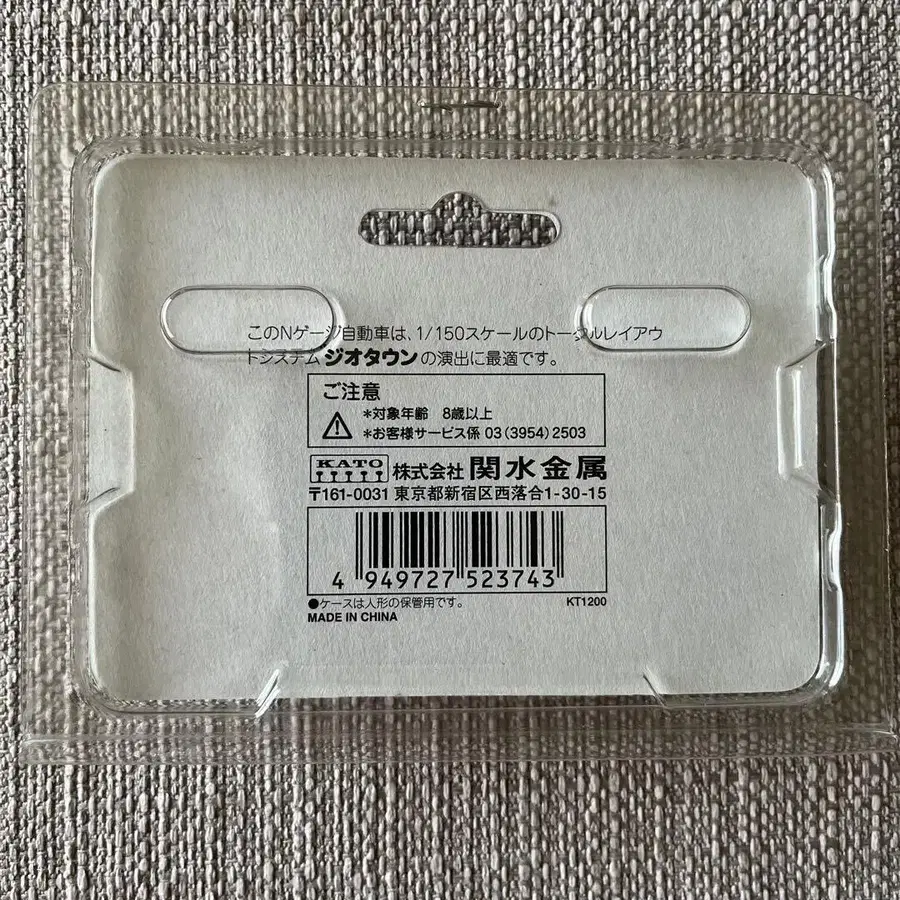 このNゲージ自動車は、1/150スケールのトータルレイアウ
トシステムジオタウンの演出に最適です。
ご注意
*対象年齢 8歳以上
*お客様サービス係 03(3954)2503
KATO 株式会社 関水金属
〒161-0031 東京都新宿区西落合1-30-15
4 949727 523743
●ケースは人形の保管用です。 KT1200
MADE IN CHINA